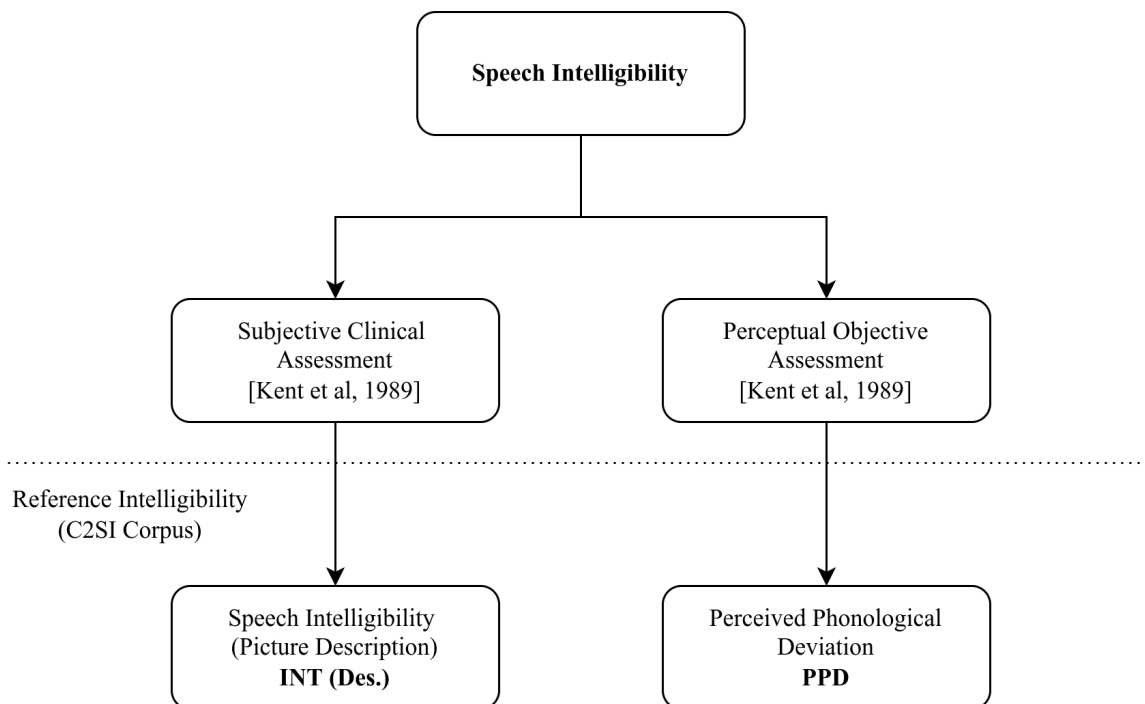 Speech Intelligibility
Subjective Clinical
Assessment
[Kent et al, 1989]
Perceptual Objective
Assessment
[Kent et al, 1989]
Reference Intelligibility
(C2SI Corpus)
Speech Intelligibility
(Picture Description)
INT (Des.)
Perceived Phonological
Deviation
PPD